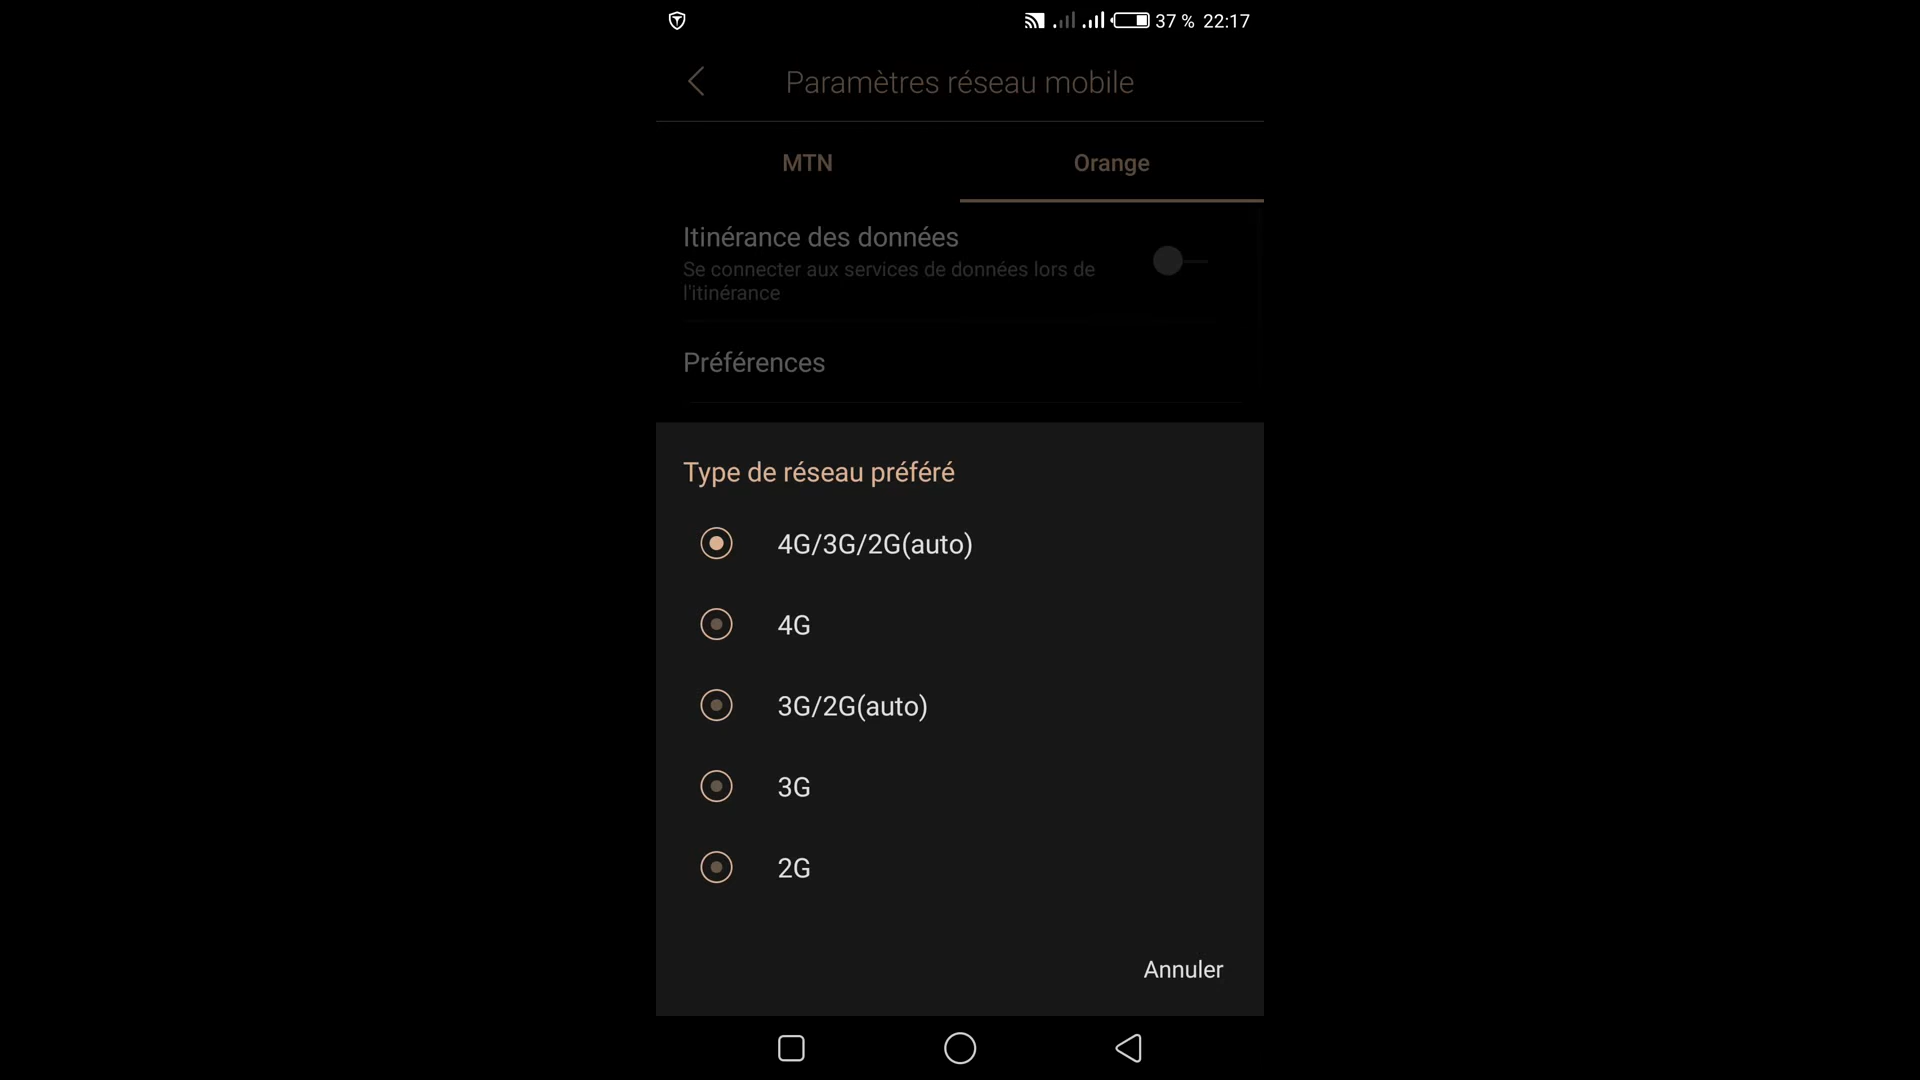 37 % 22:17
Paramètres réseau mobile
MTN
Orange
Itinérance des données
Se connecter aux services de données lors de
l'itinérance
Préférences
Type de réseau préféré
4G/3G/2G(auto)
4G
3G/2G(auto)
3G
2G
Annuler